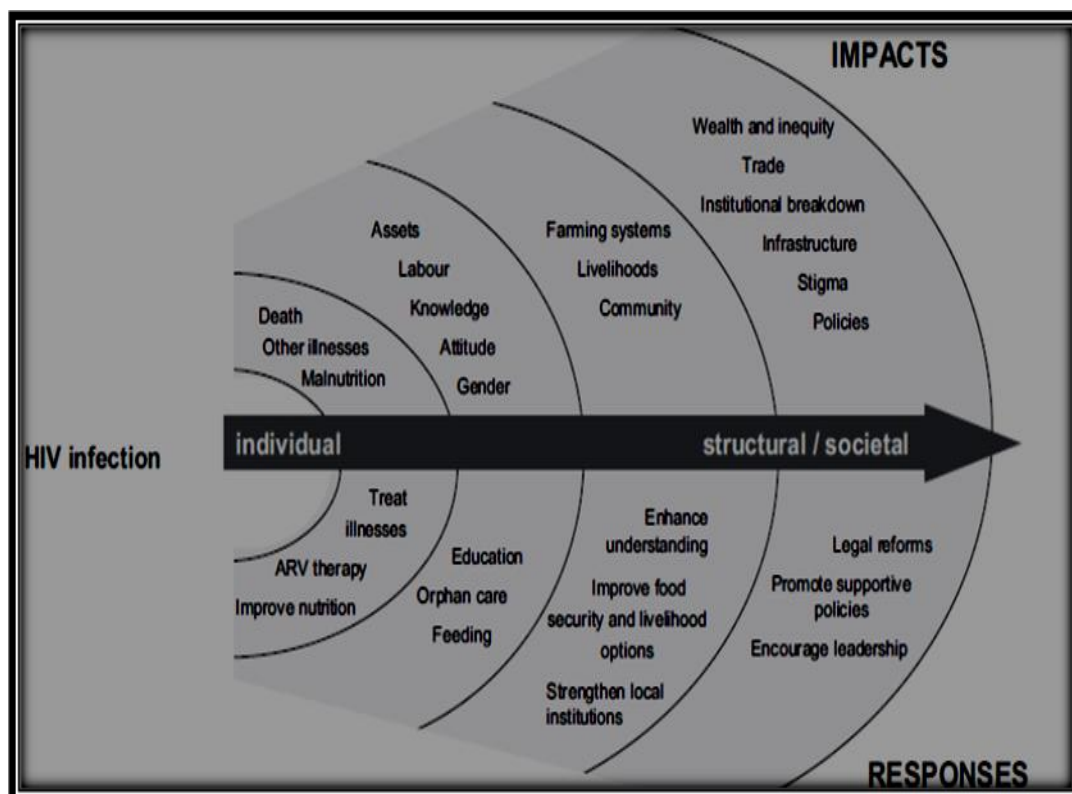 IMPACTS
Wealth and inequity
Trade
Institutional breakdown
Infrastructure
Stigma
Policies
Farming systems
Livelihoods
Community
Assets
Labour
Knowledge
Attitude
Gender
Death
Other illnesses
Malnutrition
HIV infection
individual
structural / societal
Treat
illnesses
ARV therapy
Improve nutrition
Education
Orphan care
Feeding
Enhance
understanding
Improve food
security and livelihood
options
Strengthen local
institutions
Legal reforms
Promote supportive
policies
Encourage leadership
RESPONSES